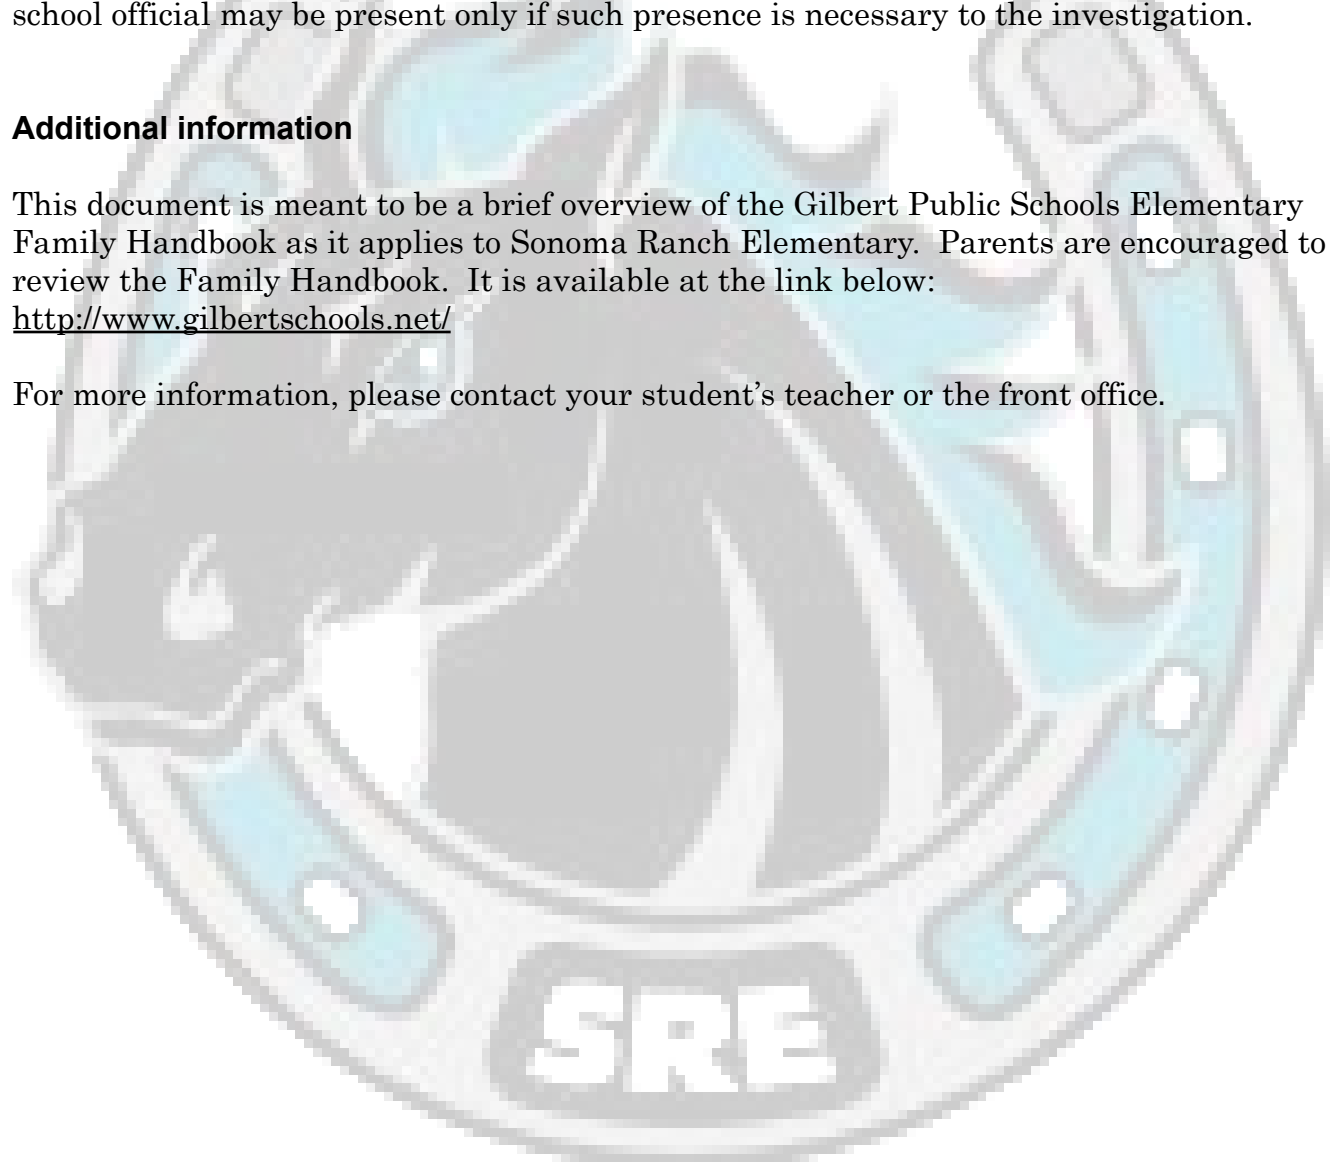 school official may be present only if such presence is necessary to the investigation.
Additional information
This document is meant to be a brief overview of the Gilbert Public Schools Elementary
Family Handbook as it applies to Sonoma Ranch Elementary.  Parents are encouraged to
review the Family Handbook.  It is available at the link below:
http://www.gilbertschools.net/
For more information, please contact your student’s teacher or the front office.
SRE